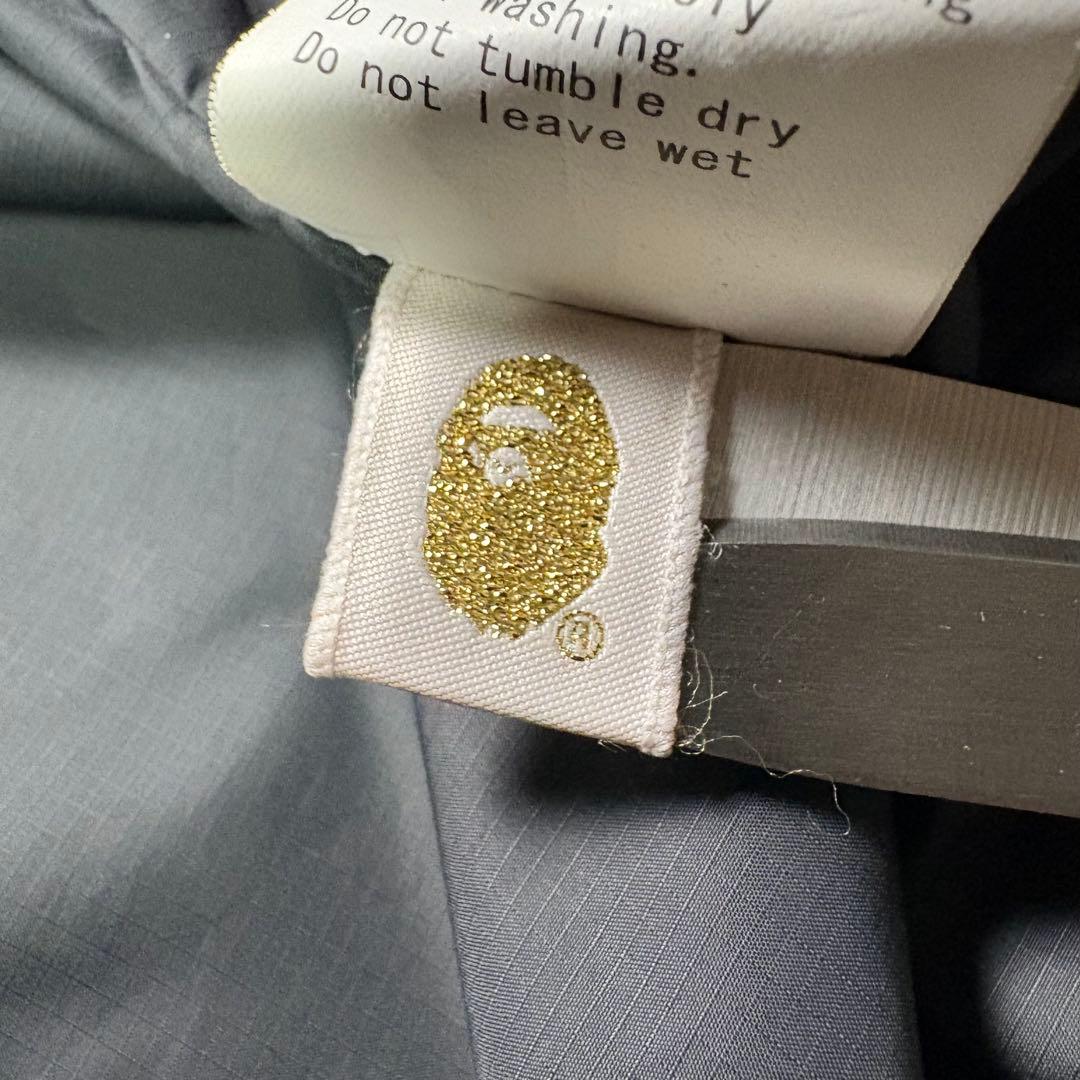 washing.
Do not tumble dry
Do not leave wet
®